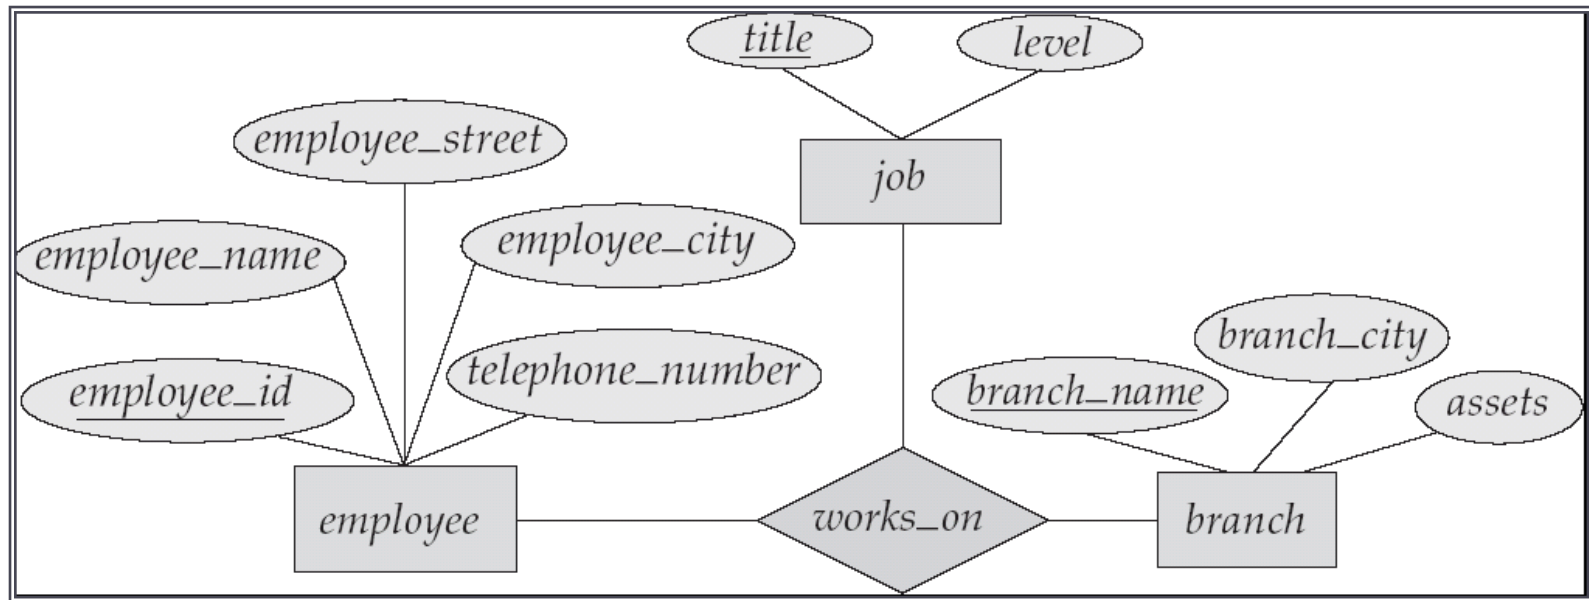 title
level
employee_street
job
employee_name
employee_city
branch_city
employee_id
telephone_number
branch_name
assets
employee
works_on
branch